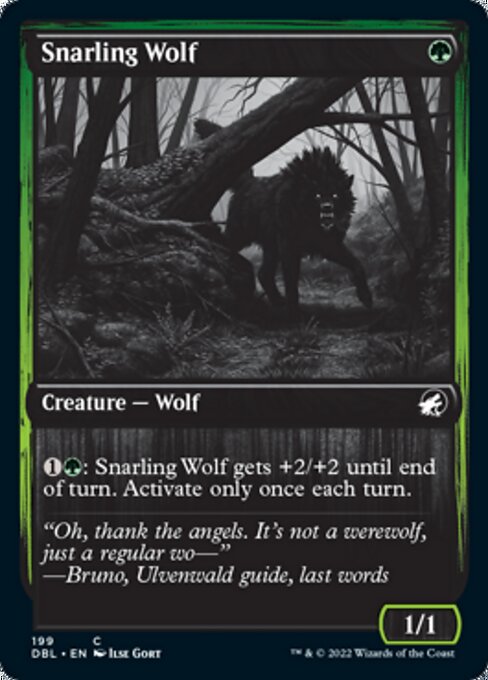 Snarling Wolf
Creature — Wolf
1: Snarling Wolf gets +2/+2 until end
of turn. Activate only once each turn.
“Oh, thank the angels. It’s not a werewolf,
just a regular wo—”
—Bruno, Ulvenwald guide, last words
1/1
199 C
DBL • EN Ilse Gort
™ & © 2022 Wizards of the Coast